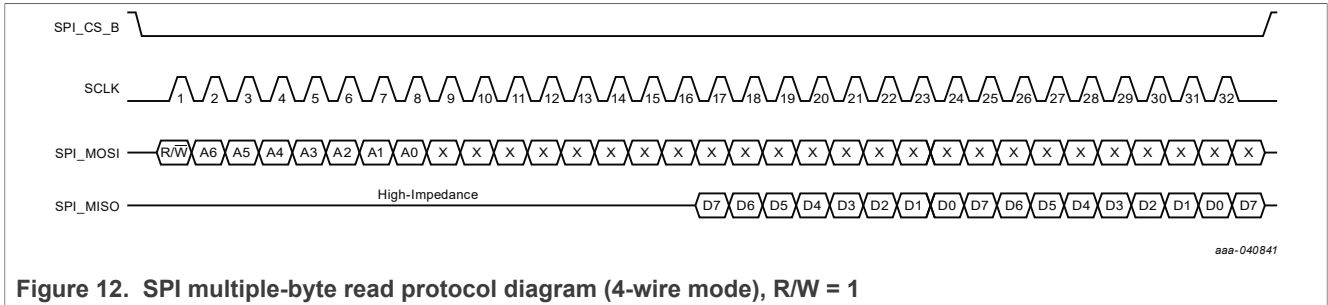 SPI_CS_B
SCLK 1 2 3 4 5 6 7 8 9 10 11 12 13 14 15 16 17 18 19 20 21 22 23 24 25 26 27 28 29 30 31 32
SPI_MOSI R/W̅ A6 A5 A4 A3 A2 A1 A0 X X X X X X X X X X X X X X X X X X X X X X X X X
High-Impedance
SPI_MISO D7 D6 D5 D4 D3 D2 D1 D0 D7 D6 D5 D4 D3 D2 D1 D0 D7
aaa-040841
Figure 12. SPI multiple-byte read protocol diagram (4-wire mode), R/W = 1